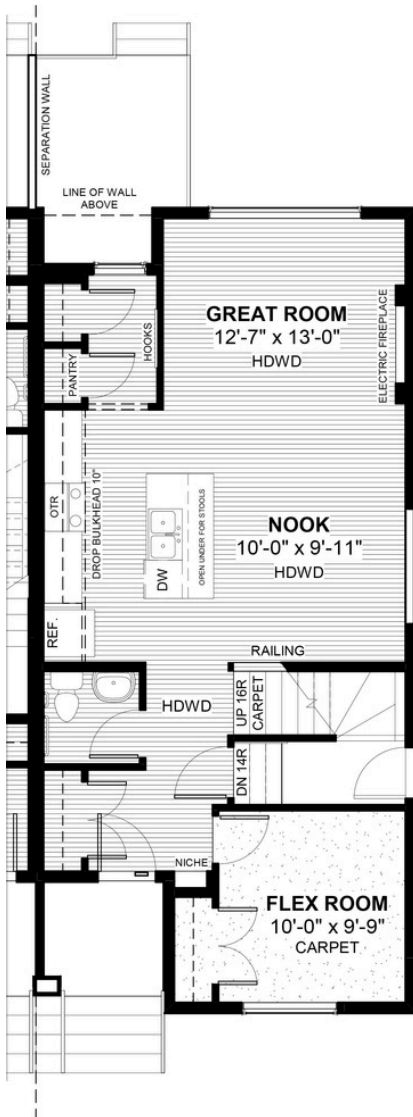 SEPARATION WALL
LINE OF WALL
ABOVE
GREAT ROOM
12'-7" x 13'-0"
HDWD
ELECTRIC FIREPLACE
HOOKS
PANTRY
OTR
DROP BULKHEAD 10"
OPEN UNDER FOR STOOLS
DW
NOOK
10'-0" x 9'-11"
HDWD
REF.
RAILING
HDWD
UP 16R
CARPET
DN 14R
NICHE
FLEX ROOM
10'-0" x 9'-9"
CARPET